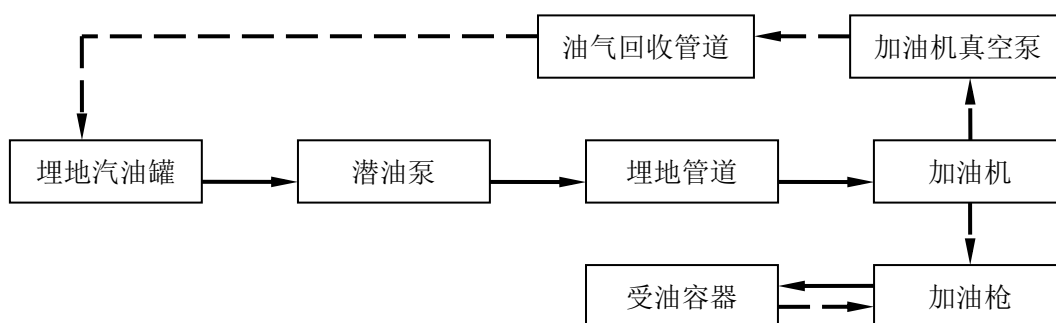 油气回收管道
加油机真空泵
埋地汽油罐
潜油泵
埋地管道
加油机
受油容器
加油枪